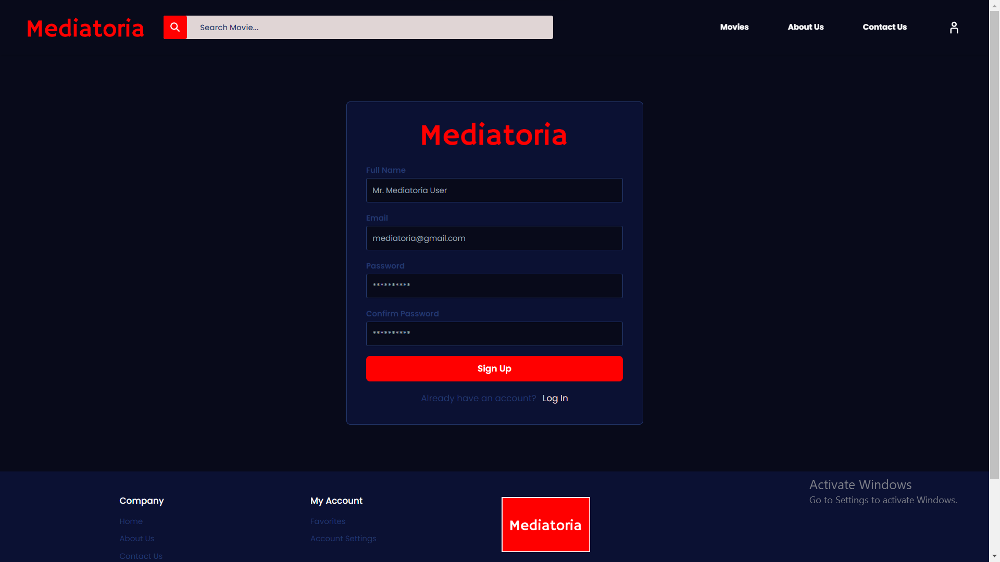 Mediatoria
Search Movie...
Movies
About Us
Contact Us
Mediatoria
Full Name
Mr. Mediatoria User
Email
mediatoria@gmail.com
Password
**********
Confirm Password
**********
Sign Up
Already have an account? Log In
Company
Home
About Us
Contact Us
My Account
Favorites
Account Settings
Mediatoria
Activate Windows
Go to Settings to activate Windows.